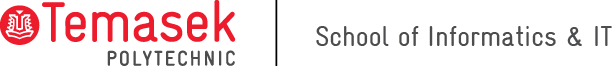 Temasek
POLYTECHNIC
School of Informatics & IT